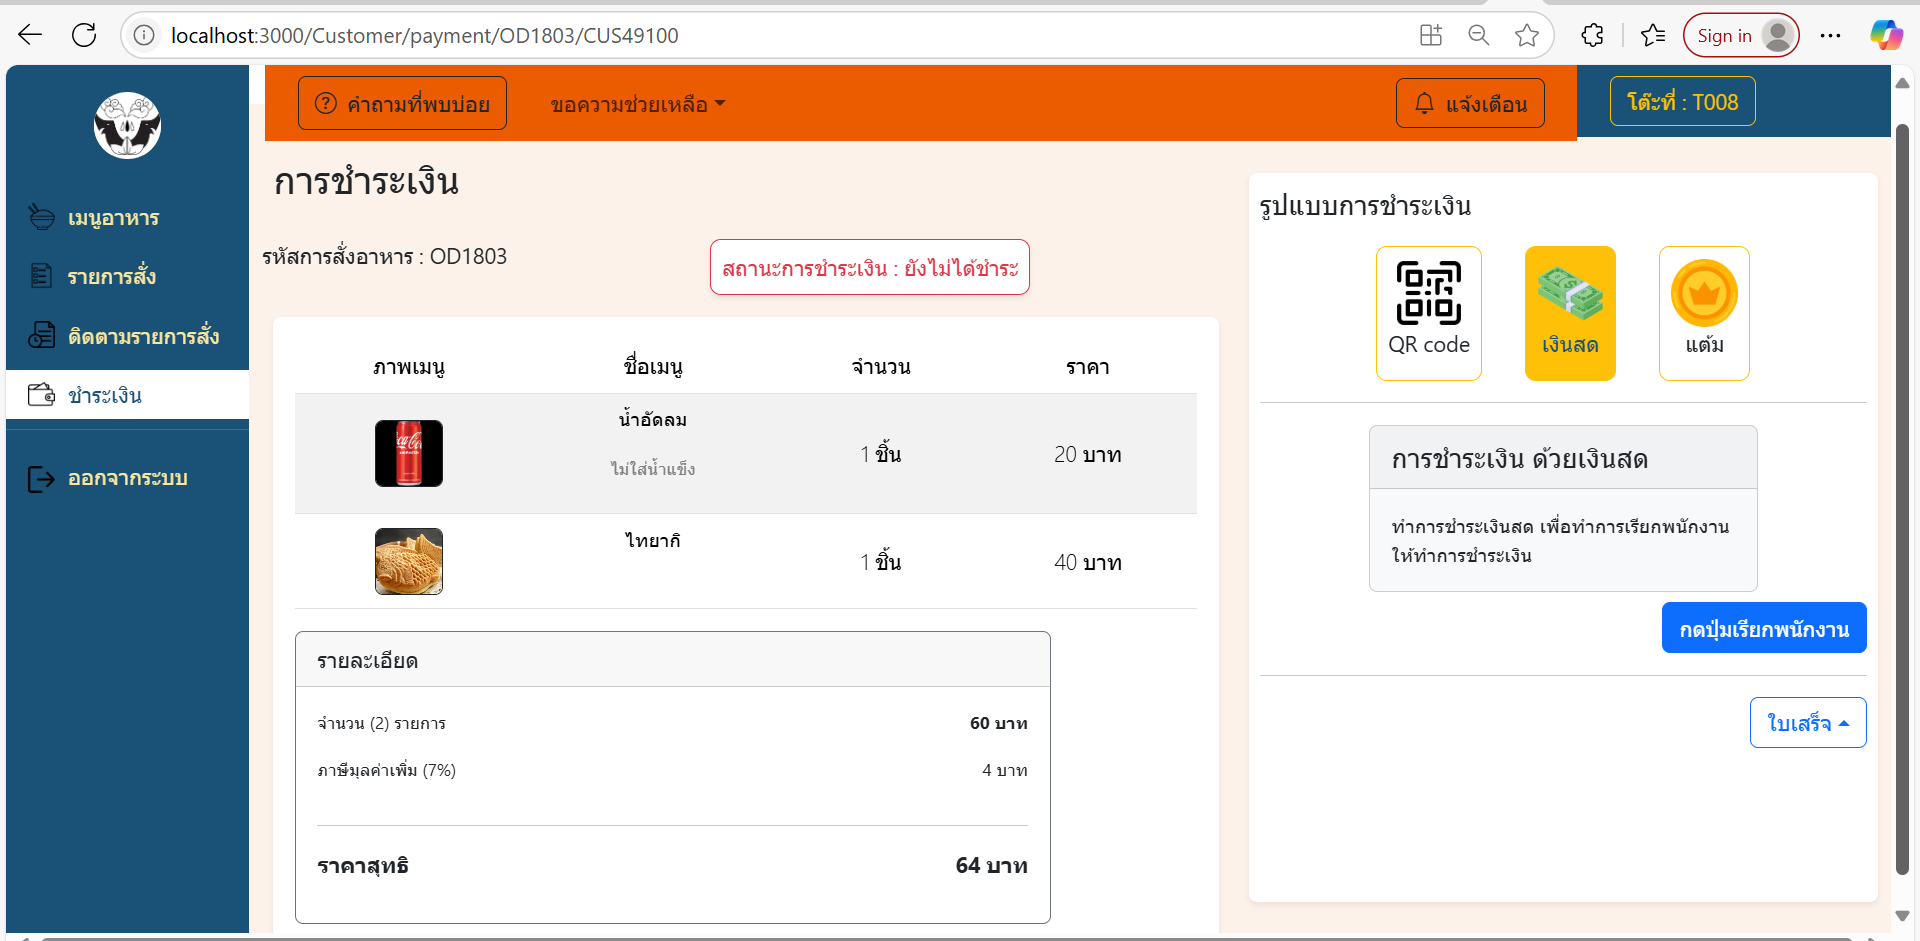 localhost:3000/Customer/payment/OD1803/CUS49100
Sign in
คำถามที่พบบ่อย
ขอความช่วยเหลือ
แจ้งเตือน
โต๊ะที่ : T008
เมนูอาหาร
รายการสั่ง
ติดตามรายการสั่ง
ชำระเงิน
ออกจากระบบ
การชำระเงิน
รหัสการสั่งอาหาร : OD1803
สถานะการชำระเงิน : ยังไม่ได้ชำระ
ภาพเมนู ชื่อเมนู จำนวน ราคา
น้ำอัดลม
ไม่ใส่น้ำแข็ง
1 ชิ้น
20 บาท
ไทยากิ
1 ชิ้น
40 บาท
รายละเอียด
จำนวน (2) รายการ 60 บาท
ภาษีมูลค่าเพิ่ม (7%) 4 บาท
ราคาสุทธิ 64 บาท
รูปแบบการชำระเงิน
QR code
เงินสด
แต้ม
การชำระเงิน ด้วยเงินสด
ทำการชำระเงินสด เพื่อทำการเรียกพนักงาน
ให้ทำการชำระเงิน
กดปุ่มเรียกพนักงาน
ใบเสร็จ